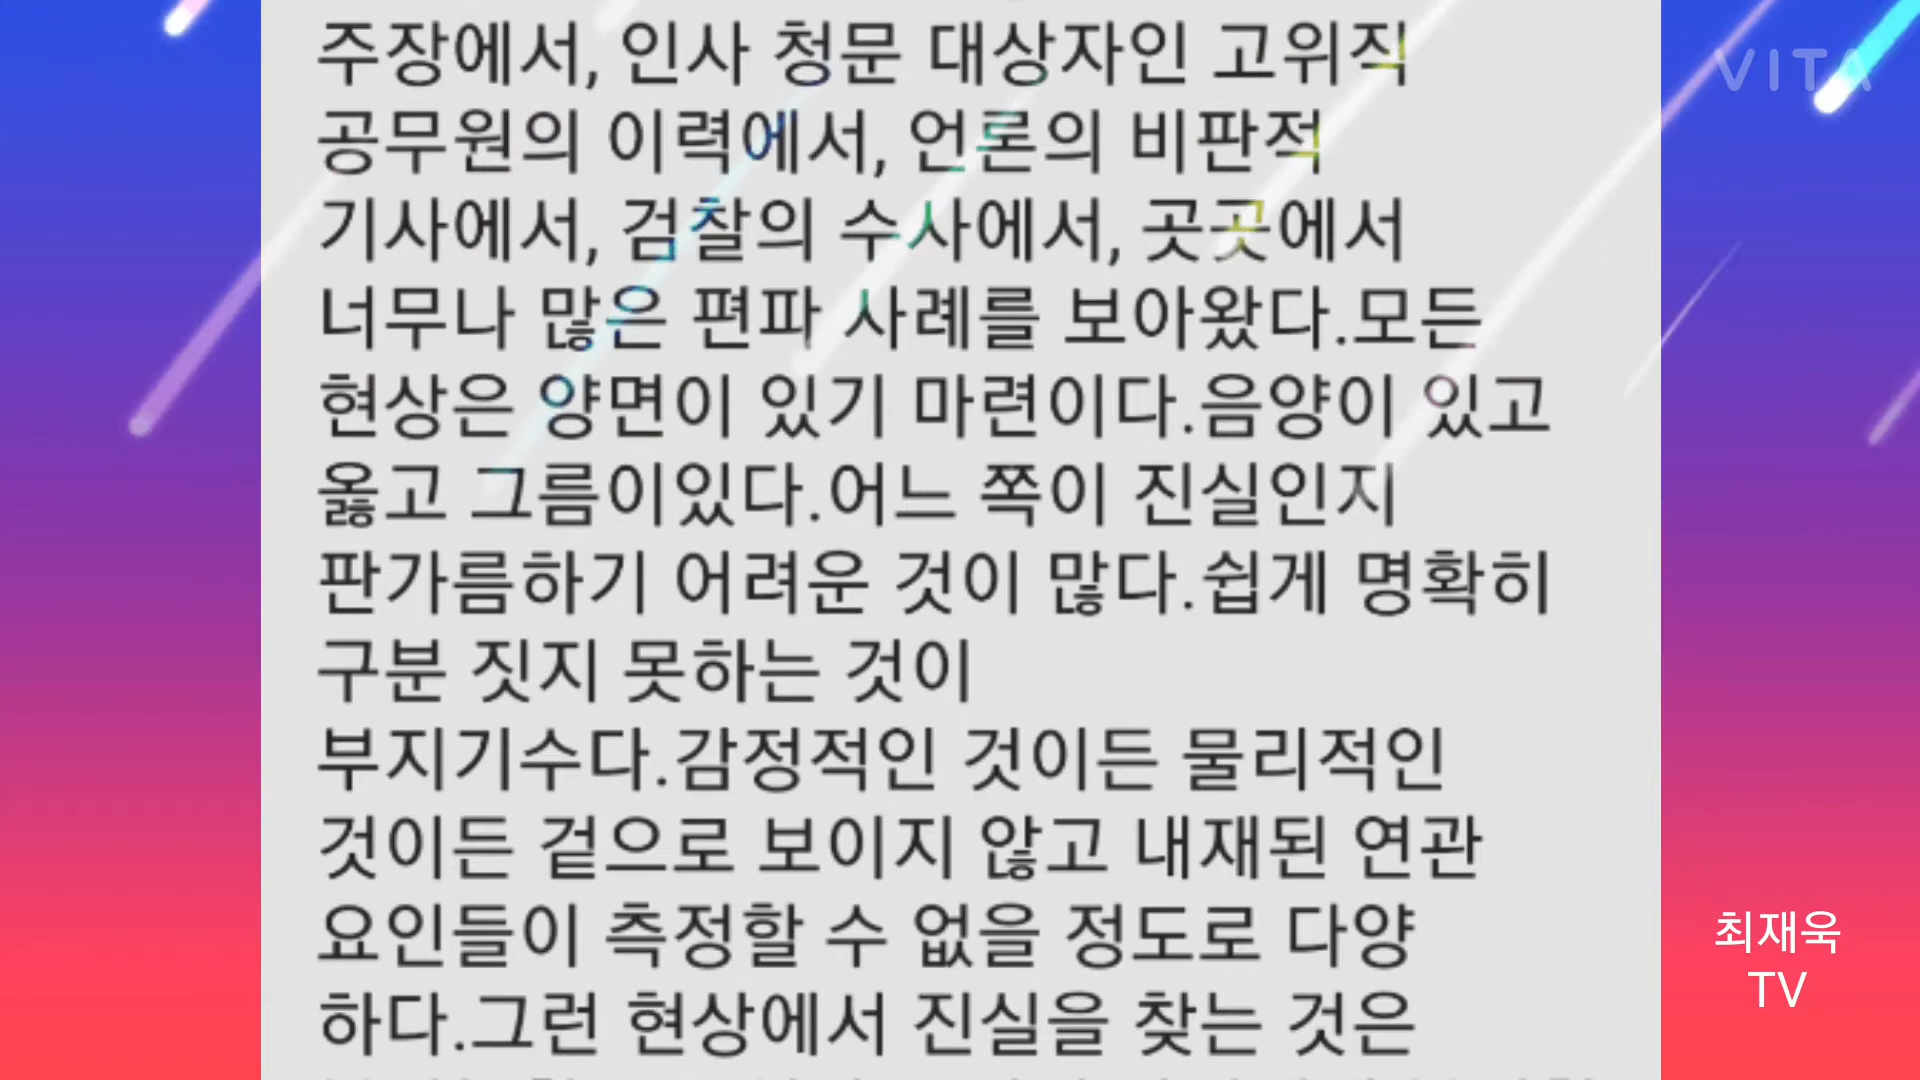 주장에서, 인사 청문 대상자인 고위직
공무원의 이력에서, 언론의 비판적
기사에서, 검찰의 수사에서, 곳곳에서
너무나 많은 편파 사례를 보아왔다.모든
현상은 양면이 있기 마련이다.음양이 있고
옳고 그름이있다.어느 쪽이 진실인지
판가름하기 어려운 것이 많다.쉽게 명확히
구분 짓지 못하는 것이
부지기수다.감정적인 것이든 물리적인
것이든 겉으로 보이지 않고 내재된 연관
요인들이 측정할 수 없을 정도로 다양
하다.그런 현상에서 진실을 찾는 것은
VITA
최재욱
TV